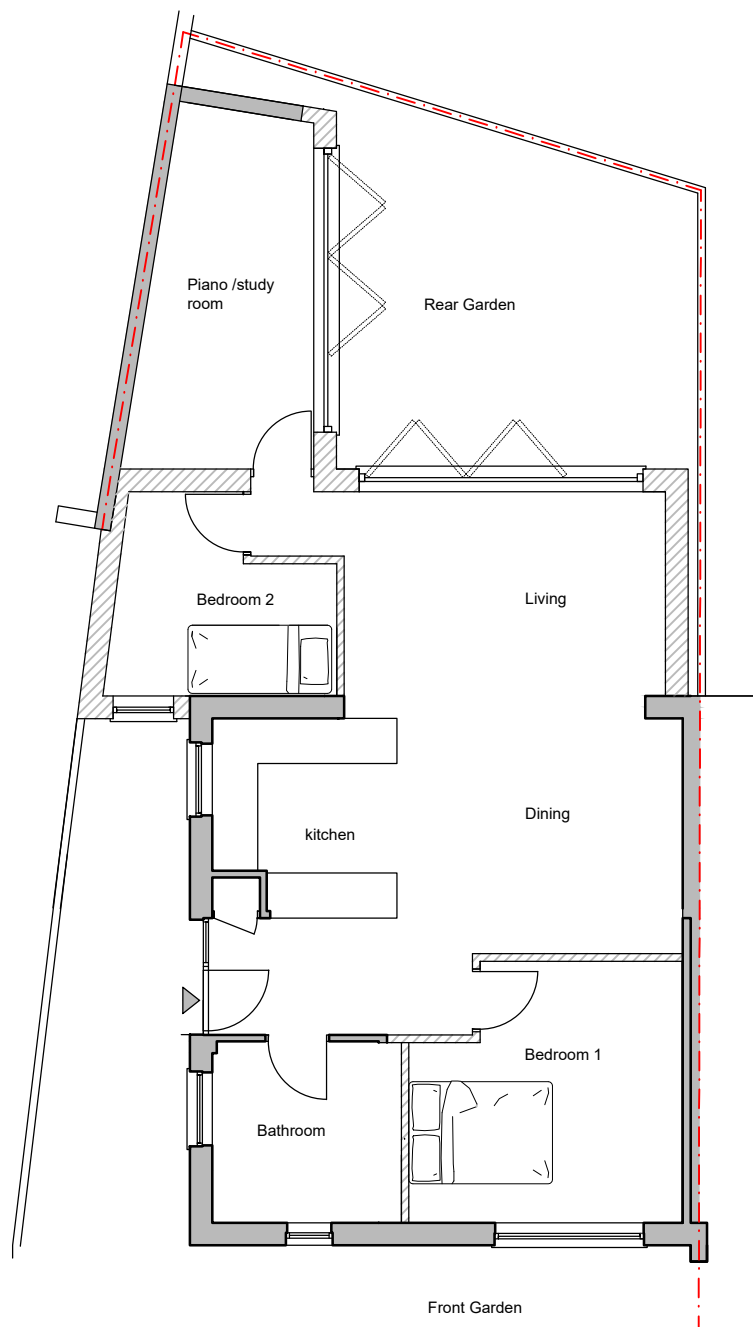 Piano /study
room
Rear Garden
Bedroom 2
Living
Dining
kitchen
Bedroom 1
Bathroom
Front Garden